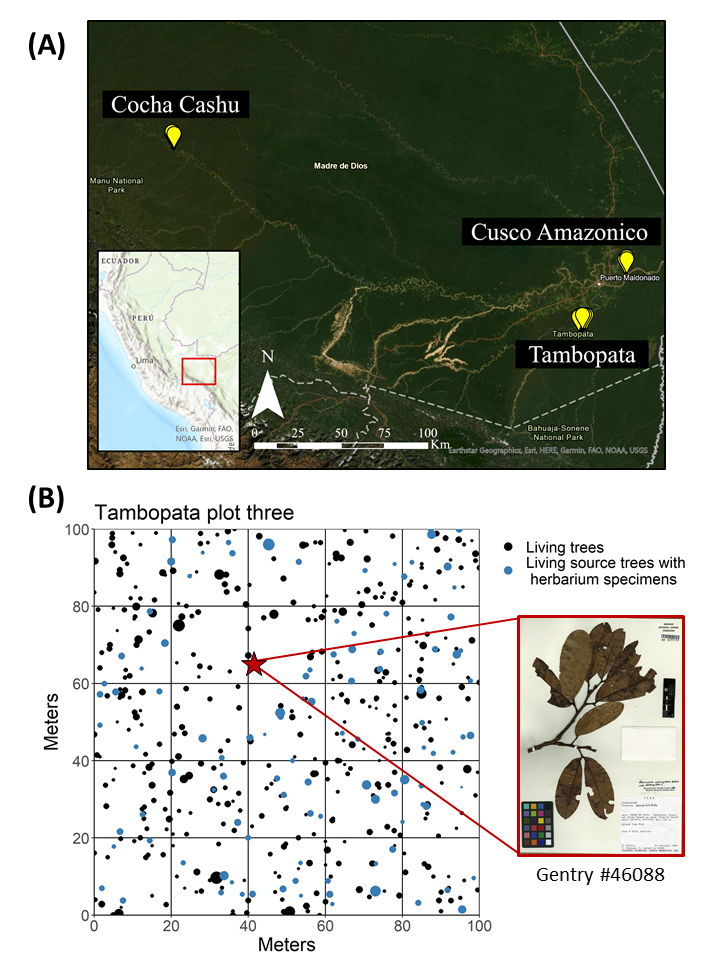 (A)
Cocha Cashu
Madre de Dios
Manu National
Park
Cusco Amazonico
Puerto Maldonado
Tambopata
Tambopata
ECUADOR
PERÚ
Lima
Esri, Garmin, FAO,
NOAA, Esri, USGS
N
0 25 50 75 100
Km
Bahuaja-Sonene
National Park
Earthstar Geographics, Esri, HERE, Garmin, FAO, NOAA, USGS
(B)
Tambopata plot three
Living trees
Living source trees with
herbarium specimens
100
80
60
40
20
0
Meters
0 20 40 60 80 100
Meters
Gentry #46088